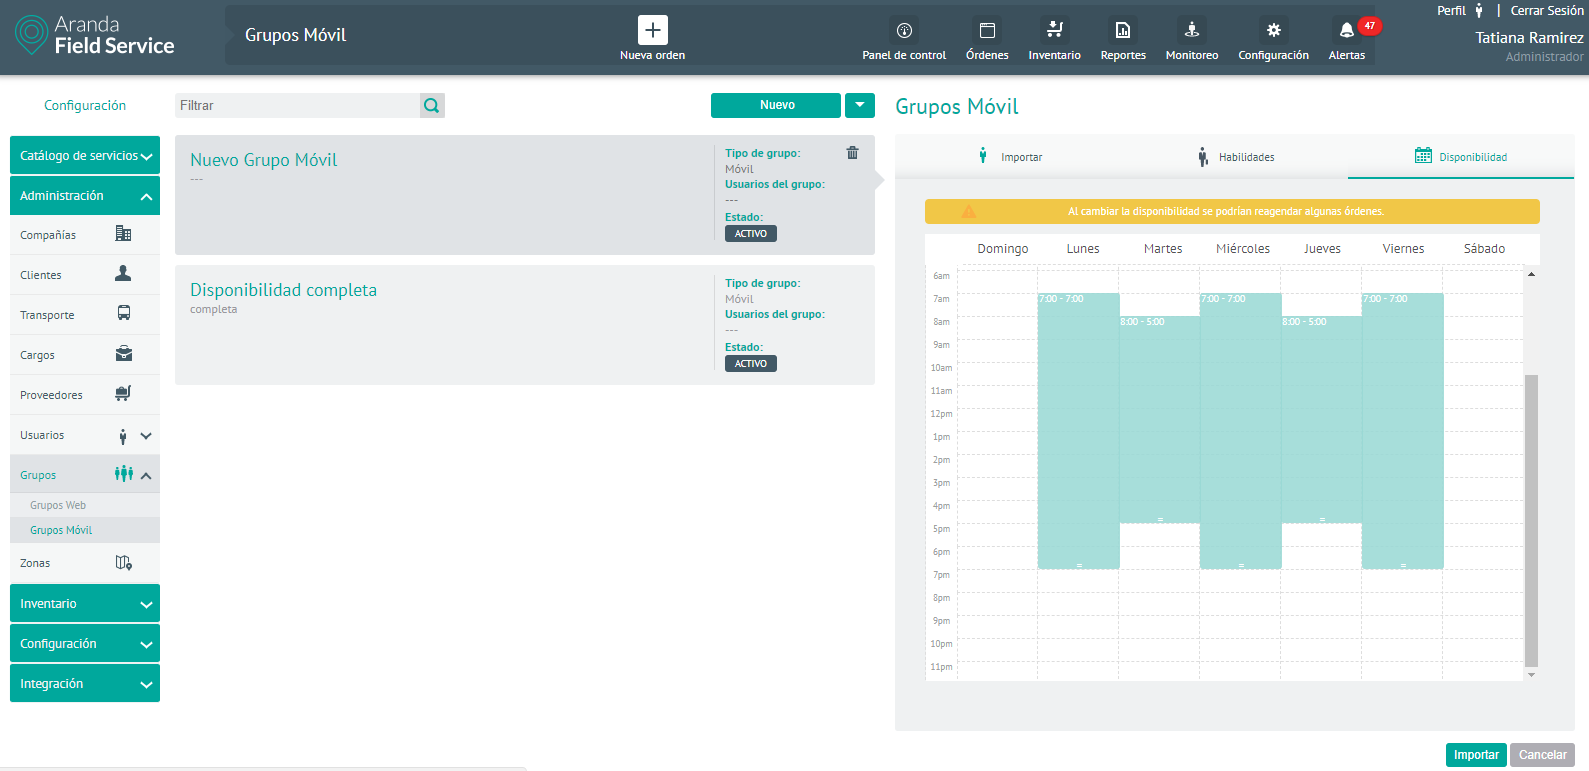 Aranda
Field Service
Grupos Móvil
Nueva orden
Panel de control
Órdenes
Inventario
Reportes
Monitoreo
Configuración
Alertas
47
Perfil | Cerrar Sesión
Tatiana Ramirez
Administrador
Configuración
Catálogo de servicios
Administración
Compañías
Clientes
Transporte
Cargos
Proveedores
Usuarios
Grupos
Grupos Web
Grupos Móvil
Zonas
Inventario
Configuración
Integración
Filtrar
Nuevo
Nuevo Grupo Móvil
---
Tipo de grupo:
Móvil
Usuarios del grupo:
---
Estado:
ACTIVO
Disponibilidad completa
completa
Tipo de grupo:
Móvil
Usuarios del grupo:
---
Estado:
ACTIVO
Grupos Móvil
Importar
Habilidades
Disponibilidad
Al cambiar la disponibilidad se podrían reagendar algunas órdenes.
Domingo Lunes Martes Miércoles Jueves Viernes Sábado
6am
7am
8am
9am
10am
11am
12pm
1pm
2pm
3pm
4pm
5pm
6pm
7pm
8pm
9pm
10pm
11pm
7:00 - 7:00
8:00 - 5:00
7:00 - 7:00
8:00 - 5:00
7:00 - 7:00
Importar
Cancelar